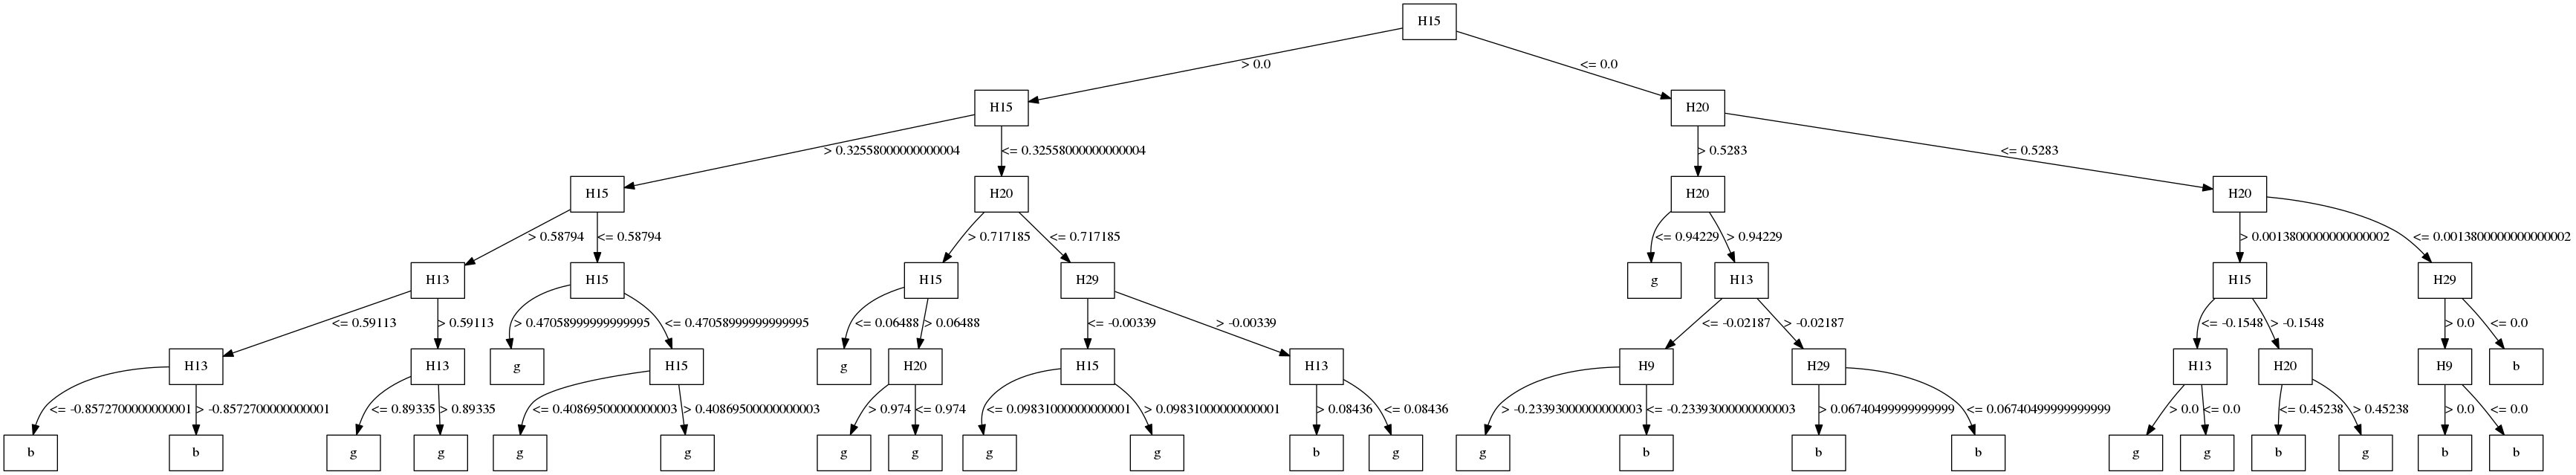 H15
> 0.0
<= 0.0
H15
H20
> 0.32558000000000004
<= 0.32558000000000004
> 0.5283
<= 0.5283
H15
H20
H20
H20
> 0.58794
<= 0.58794
> 0.717185
<= 0.717185
<= 0.94229
> 0.94229
> 0.0013800000000000002
<= 0.0013800000000000002
H13
H15
H15
H29
g
H13
H15
H29
<= 0.59113
> 0.59113
> 0.47058999999999995
<= 0.47058999999999995
<= 0.06488
> 0.06488
<= -0.00339
> -0.00339
<= -0.02187
> -0.02187
<= -0.1548
> -0.1548
> 0.0
<= 0.0
H13
H13
g
H15
g
H20
H15
H13
H9
H29
H13
H20
H9
b
<= -0.8572700000000001
> -0.8572700000000001
<= 0.89335
> 0.89335
<= 0.40869500000000003
> 0.40869500000000003
> 0.974
<= 0.974
<= 0.09831000000000001
> 0.09831000000000001
> 0.08436
<= 0.08436
> -0.23393000000000003
<= -0.23393000000000003
> 0.06740499999999999
<= 0.06740499999999999
> 0.0
<= 0.0
<= 0.45238
> 0.45238
> 0.0
<= 0.0
b
b
g
g
g
g
g
g
g
g
b
g
g
b
b
b
g
g
b
g
b
b